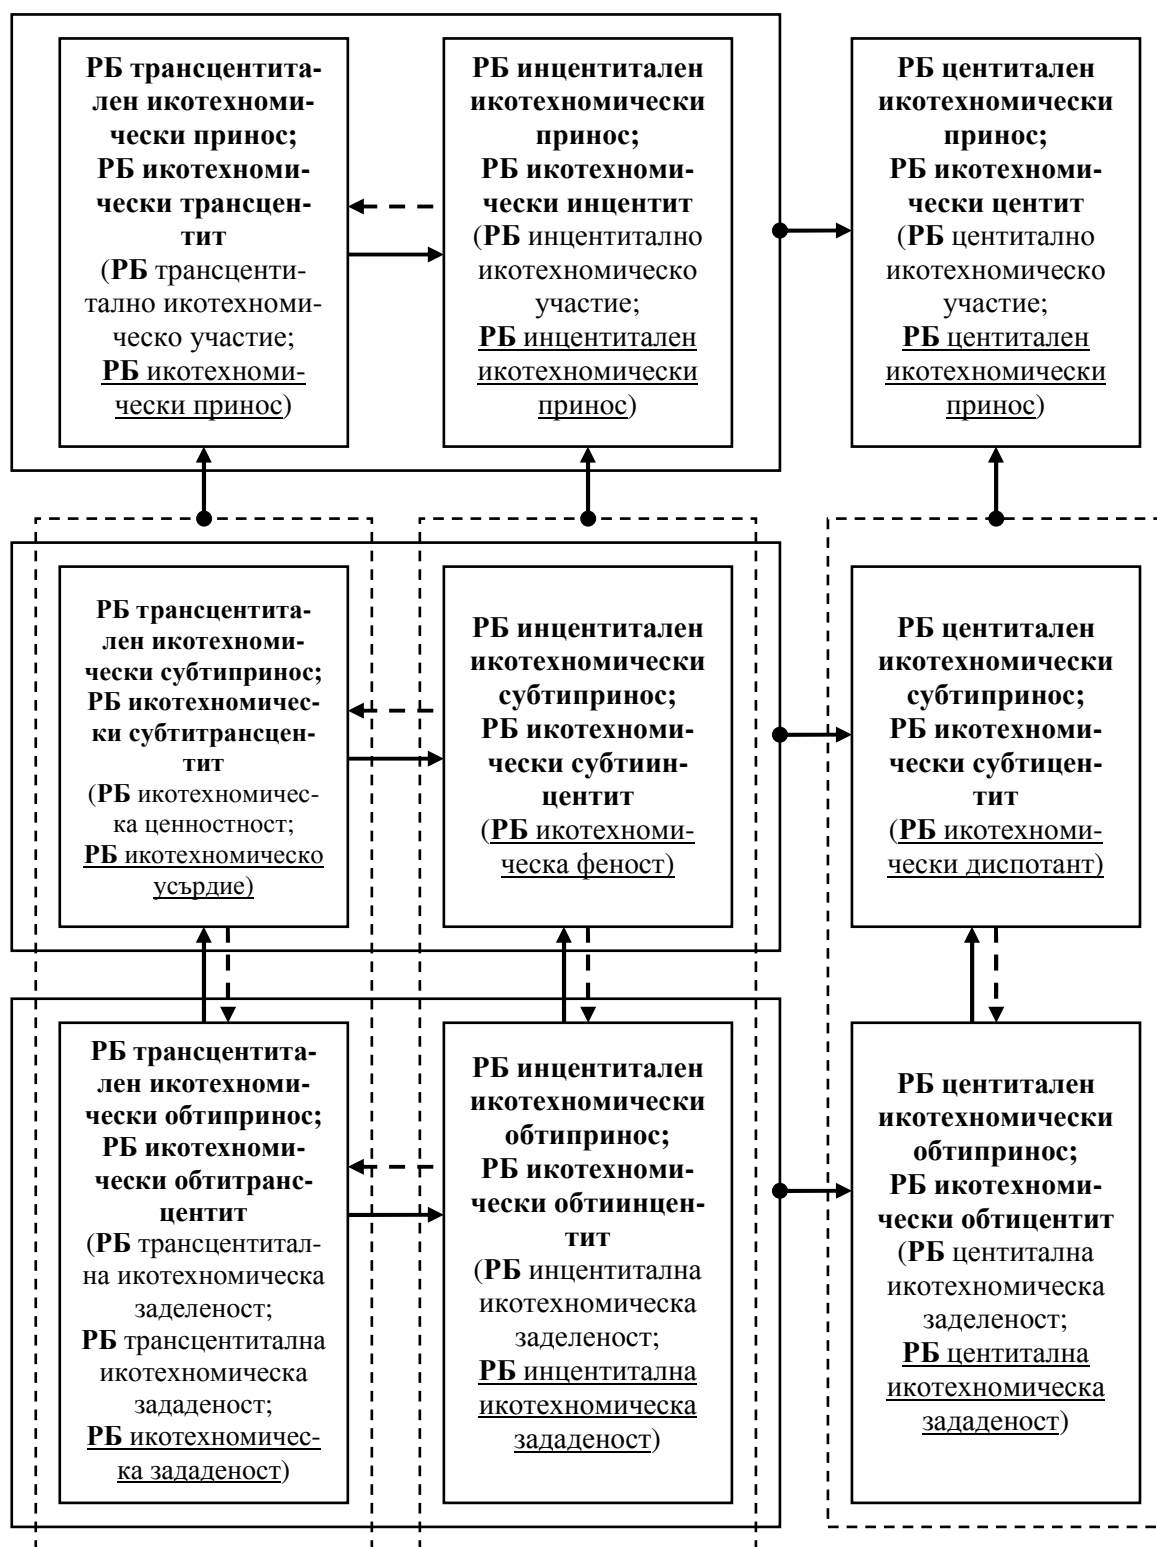 РБ трансцентита-
лен икотехноми-
чески принос;
РБ икотехноми-
чески трансцен-
тит
(РБ трансценти-
тално икотехноми-
ческо участие;
РБ икотехноми-
чески принос)
РБ инцентитален
икотехномически
принос;
РБ икотехноми-
чески инцентит
(РБ инцентитално
икотехномическо
участие;
РБ инцентитален
икотехномически
принос)
РБ центитален
икотехномически
принос;
РБ икотехноми-
чески центит
(РБ центитално
икотехномическо
участие;
РБ центитален
икотехномически
принос)
РБ трансцентита-
лен икотехноми-
чески субтипринос;
РБ икотехномичес-
ки субтитрансцен-
тит
(РБ икотехномичес-
ка ценностност;
РБ икотехномическо
усърдие)
РБ инцентитален
икотехномически
субтипринос;
РБ икотехноми-
чески субтиин-
центит
(РБ икотехноми-
ческа феност)
РБ центитален
икотехномически
субтипринос;
РБ икотехноми-
чески субтицен-
тит
(РБ икотехноми-
чески диспотант)
РБ трансцентита-
лен икотехноми-
чески обтипринос;
РБ икотехноми-
чески обтитранс-
центит
(РБ трансцентитал-
на икотехномическа
заделеност;
РБ трансцентитална
икотехномическа
зададеност;
РБ икотехномичес-
ка зададеност)
РБ инцентитален
икотехномически
обтипринос;
РБ икотехноми-
чески обтиинцен-
тит
(РБ инцентитална
икотехномическа
заделеност;
РБ инцентитална
икотехномическа
зададеност)
РБ центитален
икотехномически
обтипринос;
РБ икотехноми-
чески обтицентит
(РБ центитална
икотехномическа
заделеност;
РБ центитална
икотехномическа
зададеност)